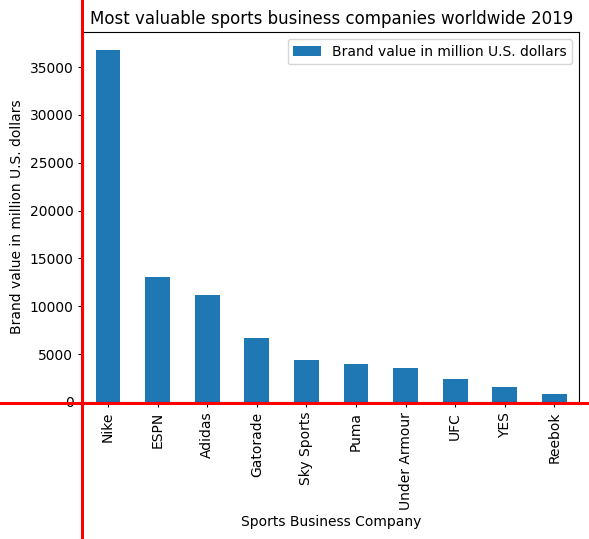 Most valuable sports business companies worldwide 2019
Brand value in million U.S. dollars
Brand value in million U.S. dollars
35000
30000
25000
20000
15000
10000
5000
0
Nike
ESPN
Adidas
Gatorade
Sky Sports
Puma
Under Armour
UFC
YES
Reebok
Sports Business Company